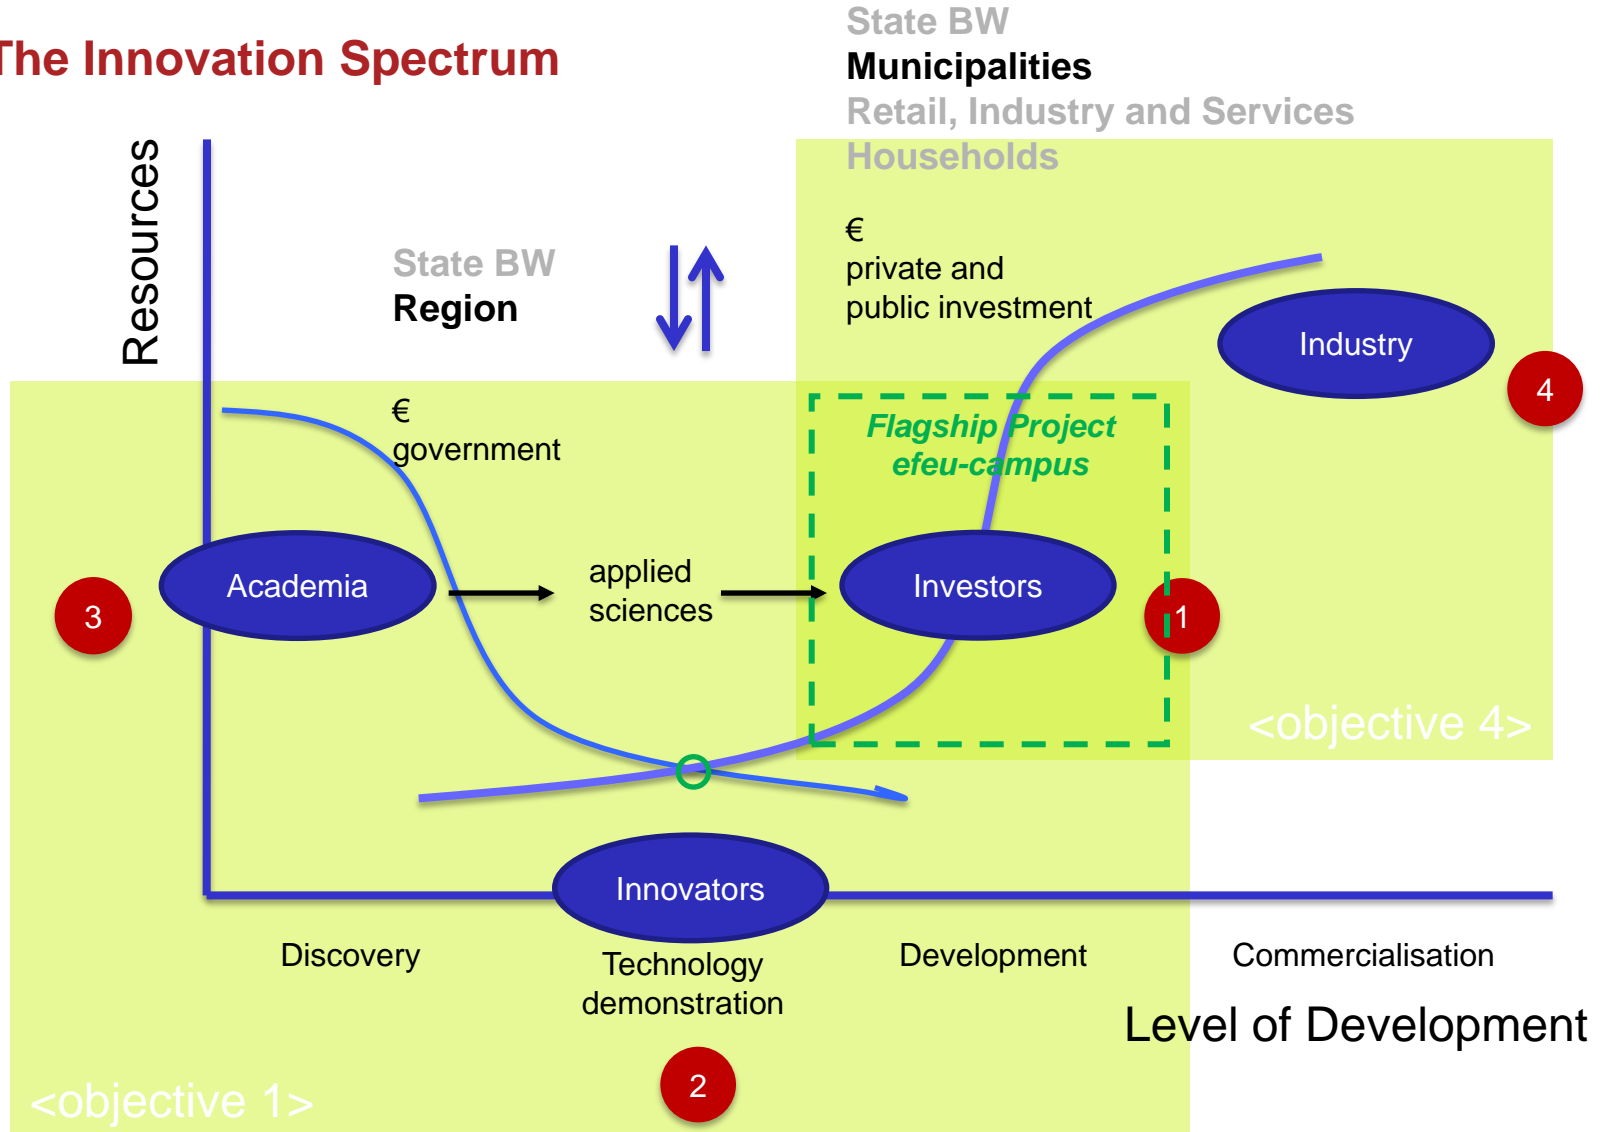 The Innovation Spectrum
State BW
Municipalities
Retail, Industry and Services
Households
Resources
State BW
Region
€
private and
public investment
Industry
4
€
government
Flagship Project
efeu-campus
Academia
applied
sciences
Investors
3
1
<objective 4>
Innovators
Discovery
Technology
demonstration
Development
Commercialisation
Level of Development
2
<objective 1>